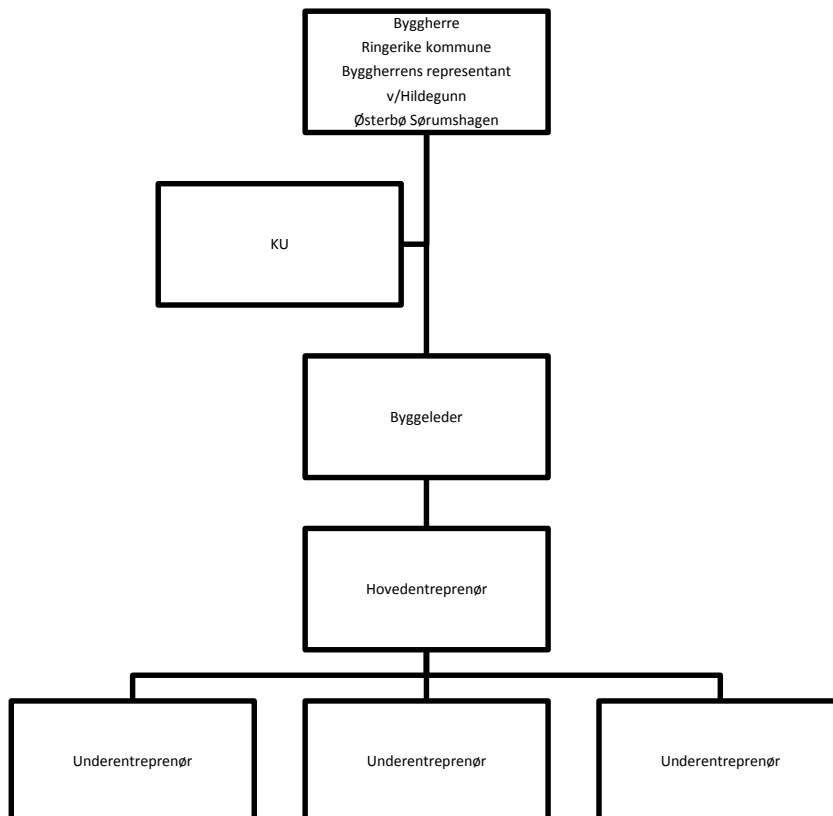 Byggherre
Ringerike kommune
Byggherrens representant
v/Hildegunn
Østerbø Sørumshagen
KU
Byggeleder
Hovedentreprenør
Underentreprenør
Underentreprenør
Underentreprenør